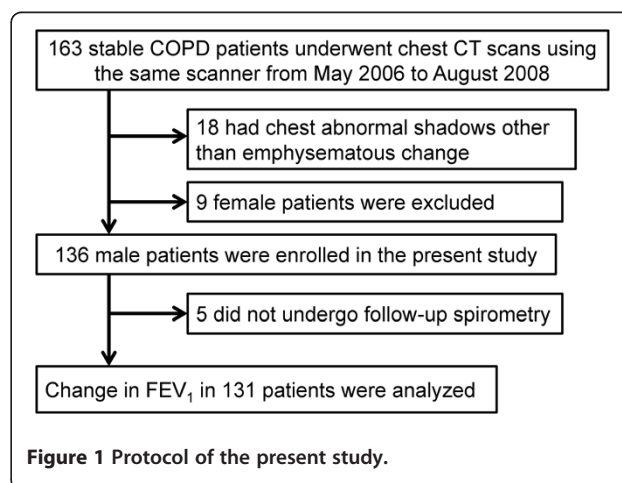 163 stable COPD patients underwent chest CT scans using
the same scanner from May 2006 to August 2008
18 had chest abnormal shadows other
than emphysematous change
9 female patients were excluded
136 male patients were enrolled in the present study
5 did not undergo follow-up spirometry
Change in FEV₁ in 131 patients were analyzed
Figure 1 Protocol of the present study.